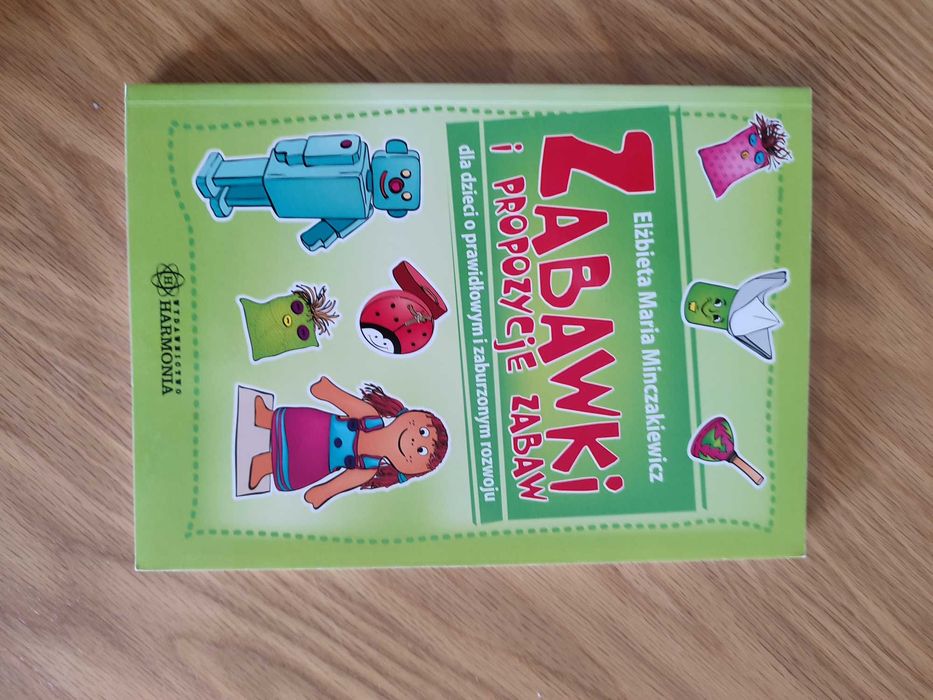 Elżbieta Maria Minczakiewicz
ZABAWKI
i PROPOZYCJE ZABAW
dla dzieci o prawidłowym i zaburzonym rozwoju
H
WYDAWNICTWO
HARMONIA